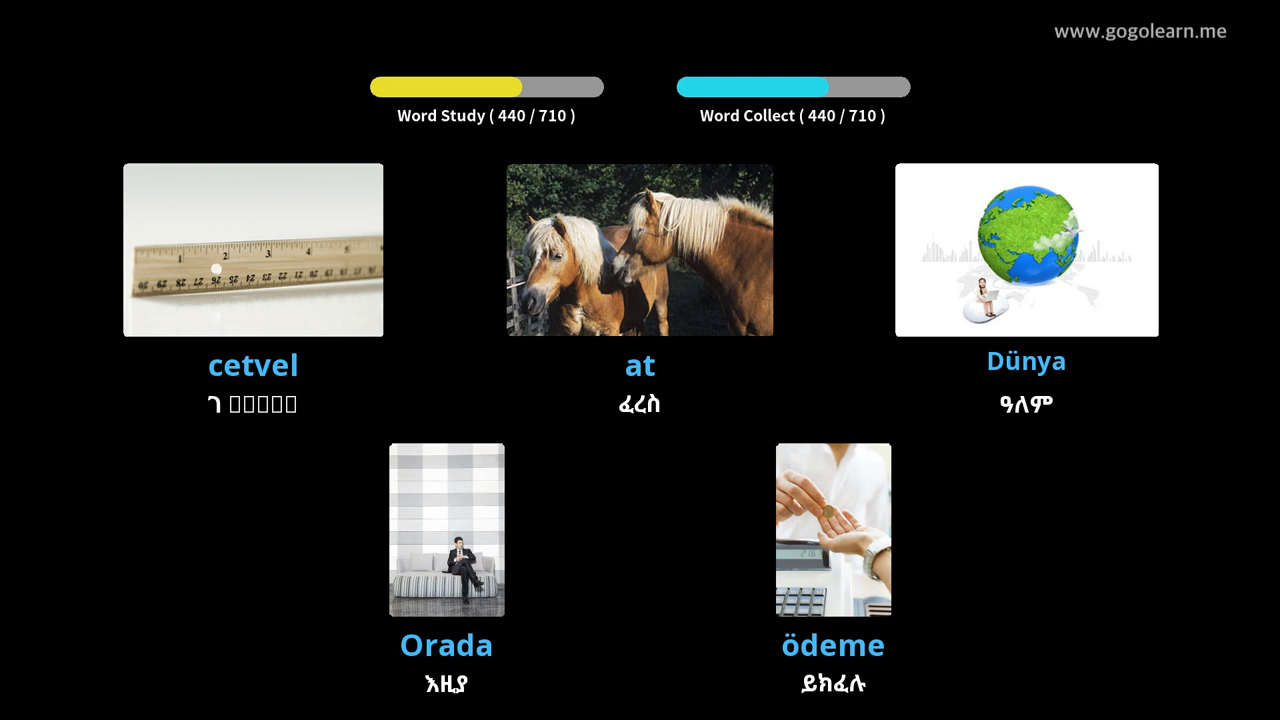 www.gogolearn.me
Word Study ( 440 / 710 )
Word Collect ( 440 / 710 )
cetvel
at
ፈረስ
Dünya
ዓለም
Orada
እዚያ
ödeme
ይክፈሉ